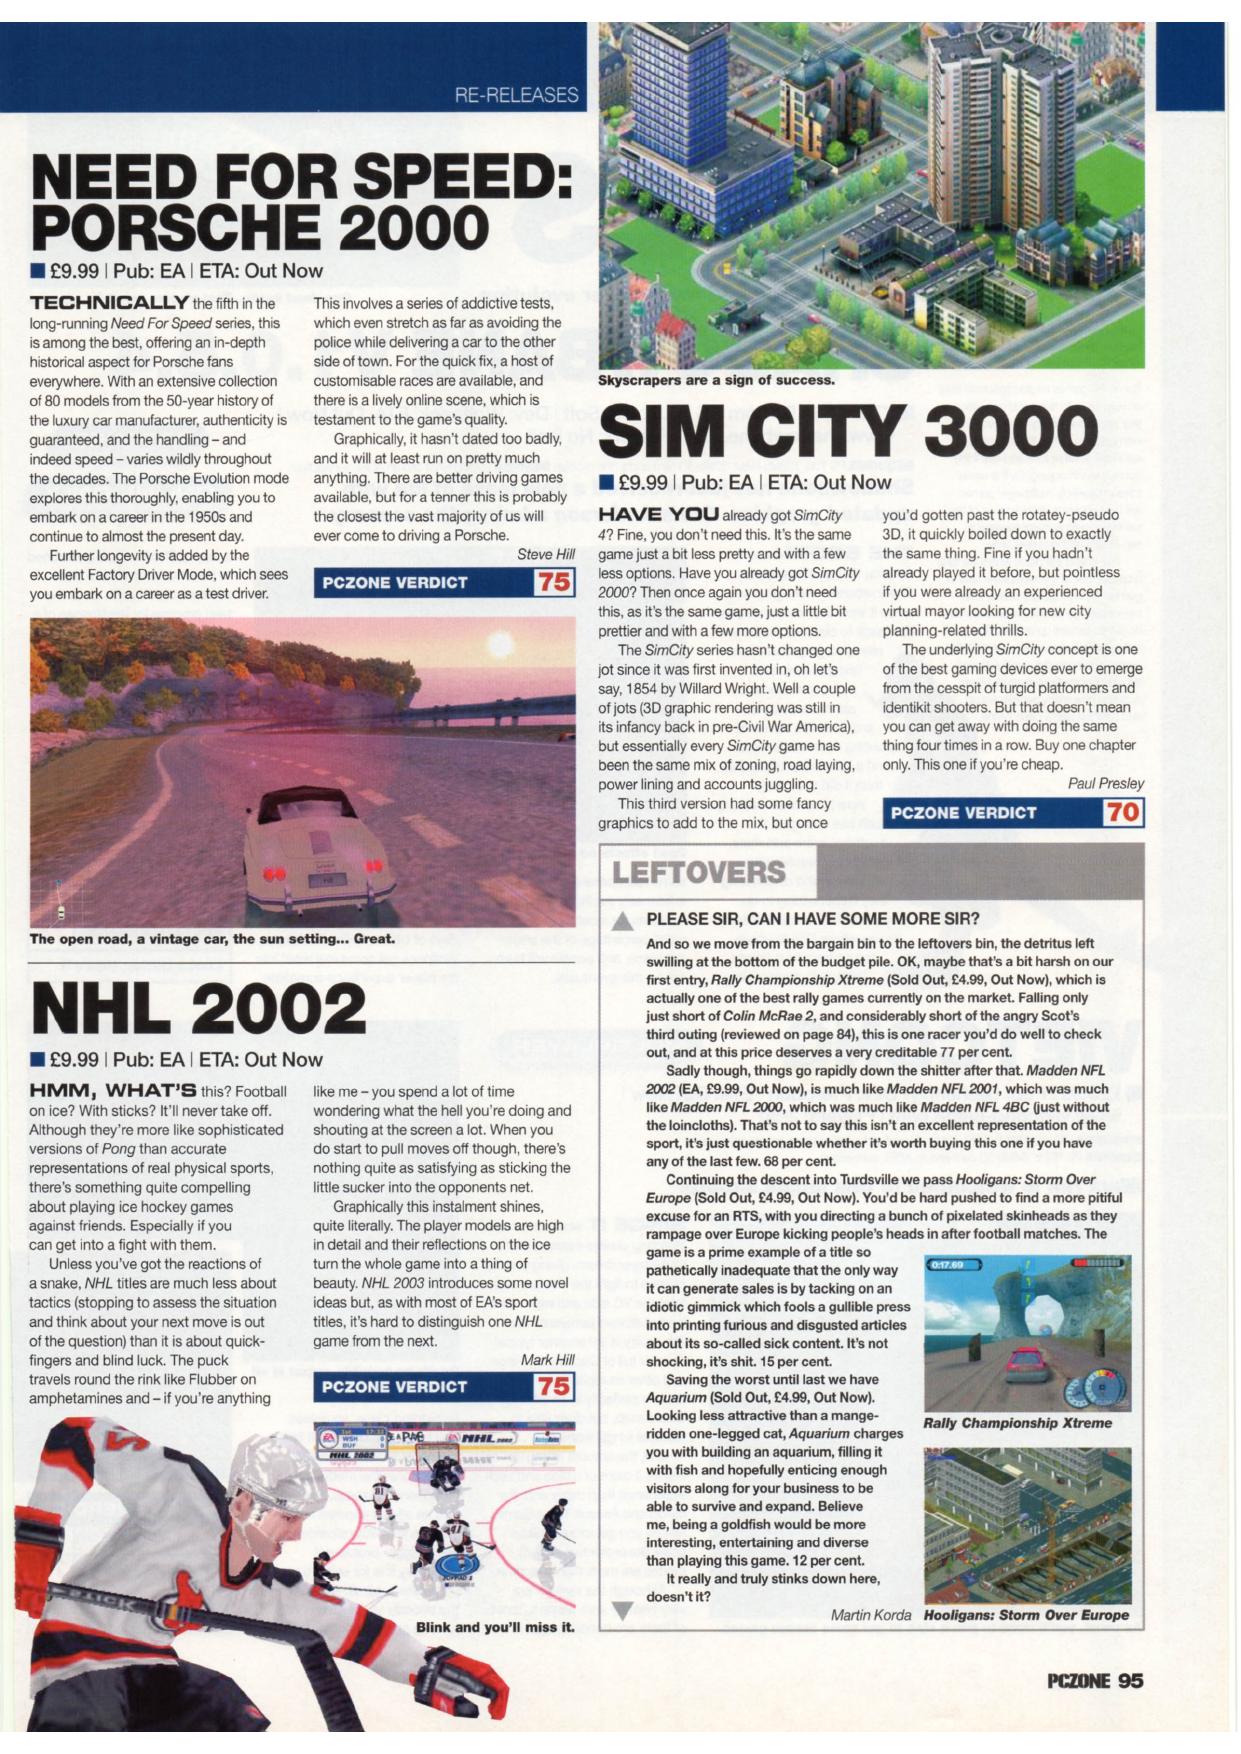 RE-RELEASES
NEED FOR SPEED:
PORSCHE 2000
£9.99 | Pub: EA | ETA: Out Now
TECHNICALLY the fifth in the
long-running Need For Speed series, this
is among the best, offering an in-depth
historical aspect for Porsche fans
everywhere. With an extensive collection
of 80 models from the 50-year history of
the luxury car manufacturer, authenticity is
guaranteed, and the handling – and
indeed speed – varies wildly throughout
the decades. The Porsche Evolution mode
explores this thoroughly, enabling you to
embark on a career in the 1950s and
continue to almost the present day.
Further longevity is added by the
excellent Factory Driver Mode, which sees
you embark on a career as a test driver.
This involves a series of addictive tests,
which even stretch as far as avoiding the
police while delivering a car to the other
side of town. For the quick fix, a host of
customisable races are available, and
there is a lively online scene, which is
testament to the game's quality.
Graphically, it hasn't dated too badly,
and it will at least run on pretty much
anything. There are better driving games
available, but for a tenner this is probably
the closest the vast majority of us will
ever come to driving a Porsche.
Steve Hill
PCZONE VERDICT 75
The open road, a vintage car, the sun setting... Great.
NHL 2002
£9.99 | Pub: EA | ETA: Out Now
HMM, WHAT'S this? Football
on ice? With sticks? It'll never take off.
Although they're more like sophisticated
versions of Pong than accurate
representations of real physical sports,
there's something quite compelling
about playing ice hockey games
against friends. Especially if you
can get into a fight with them.
Unless you've got the reactions of
a snake, NHL titles are much less about
tactics (stopping to assess the situation
and think about your next move is out
of the question) than it is about quick-
fingers and blind luck. The puck
travels round the rink like Flubber on
amphetamines and – if you're anything
like me – you spend a lot of time
wondering what the hell you're doing and
shouting at the screen a lot. When you
do start to pull moves off though, there's
nothing quite as satisfying as sticking the
little sucker into the opponents net.
Graphically this instalment shines,
quite literally. The player models are high
in detail and their reflections on the ice
turn the whole game into a thing of
beauty. NHL 2003 introduces some novel
ideas but, as with most of EA's sport
titles, it's hard to distinguish one NHL
game from the next.
Mark Hill
PCZONE VERDICT 75
WSH 0
BUF 0
NHL 2002
NHL 2002
Blink and you'll miss it.
Skyscrapers are a sign of success.
SIM CITY 3000
£9.99 | Pub: EA | ETA: Out Now
HAVE YOU already got SimCity
4? Fine, you don't need this. It's the same
game just a bit less pretty and with a few
less options. Have you already got SimCity
2000? Then once again you don't need
this, as it's the same game, just a little bit
prettier and with a few more options.
The SimCity series hasn't changed one
jot since it was first invented in, oh let's
say, 1854 by Willard Wright. Well a couple
of jots (3D graphic rendering was still in
its infancy back in pre-Civil War America),
but essentially every SimCity game has
been the same mix of zoning, road laying,
power lining and accounts juggling.
This third version had some fancy
graphics to add to the mix, but once
you'd gotten past the rotatey-pseudo
3D, it quickly boiled down to exactly
the same thing. Fine if you hadn't
already played it before, but pointless
if you were already an experienced
virtual mayor looking for new city
planning-related thrills.
The underlying SimCity concept is one
of the best gaming devices ever to emerge
from the cesspit of turgid platformers and
identikit shooters. But that doesn't mean
you can get away with doing the same
thing four times in a row. Buy one chapter
only. This one if you're cheap.
Paul Presley
PCZONE VERDICT 70
LEFTOVERS
PLEASE SIR, CAN I HAVE SOME MORE SIR?
And so we move from the bargain bin to the leftovers bin, the detritus left
swilling at the bottom of the budget pile. OK, maybe that's a bit harsh on our
first entry, Rally Championship Xtreme (Sold Out, £4.99, Out Now), which is
actually one of the best rally games currently on the market. Falling only
just short of Colin McRae 2, and considerably short of the angry Scot's
third outing (reviewed on page 84), this is one racer you'd do well to check
out, and at this price deserves a very creditable 77 per cent.
Sadly though, things go rapidly down the shitter after that. Madden NFL
2002 (EA, £9.99, Out Now), is much like Madden NFL 2001, which was much
like Madden NFL 2000, which was much like Madden NFL 4BC (just without
the loincloths). That's not to say this isn't an excellent representation of the
sport, it's just questionable whether it's worth buying this one if you have
any of the last few. 68 per cent.
Continuing the descent into Turdsville we pass Hooligans: Storm Over
Europe (Sold Out, £4.99, Out Now). You'd be hard pushed to find a more pitiful
excuse for an RTS, with you directing a bunch of pixelated skinheads as they
rampage over Europe kicking people's heads in after football matches. The
game is a prime example of a title so
pathetically inadequate that the only way
it can generate sales is by tacking on an
idiotic gimmick which fools a gullible press
into printing furious and disgusted articles
about its so-called sick content. It's not
shocking, it's shit. 15 per cent.
Saving the worst until last we have
Aquarium (Sold Out, £4.99, Out Now).
Looking less attractive than a mange-
ridden one-legged cat, Aquarium charges
you with building an aquarium, filling it
with fish and hopefully enticing enough
visitors along for your business to be
able to survive and expand. Believe
me, being a goldfish would be more
interesting, entertaining and diverse
than playing this game. 12 per cent.
It really and truly stinks down here,
doesn't it?
Martin Korda
0:17.69
Rally Championship Xtreme
Hooligans: Storm Over Europe
PCZONE 95